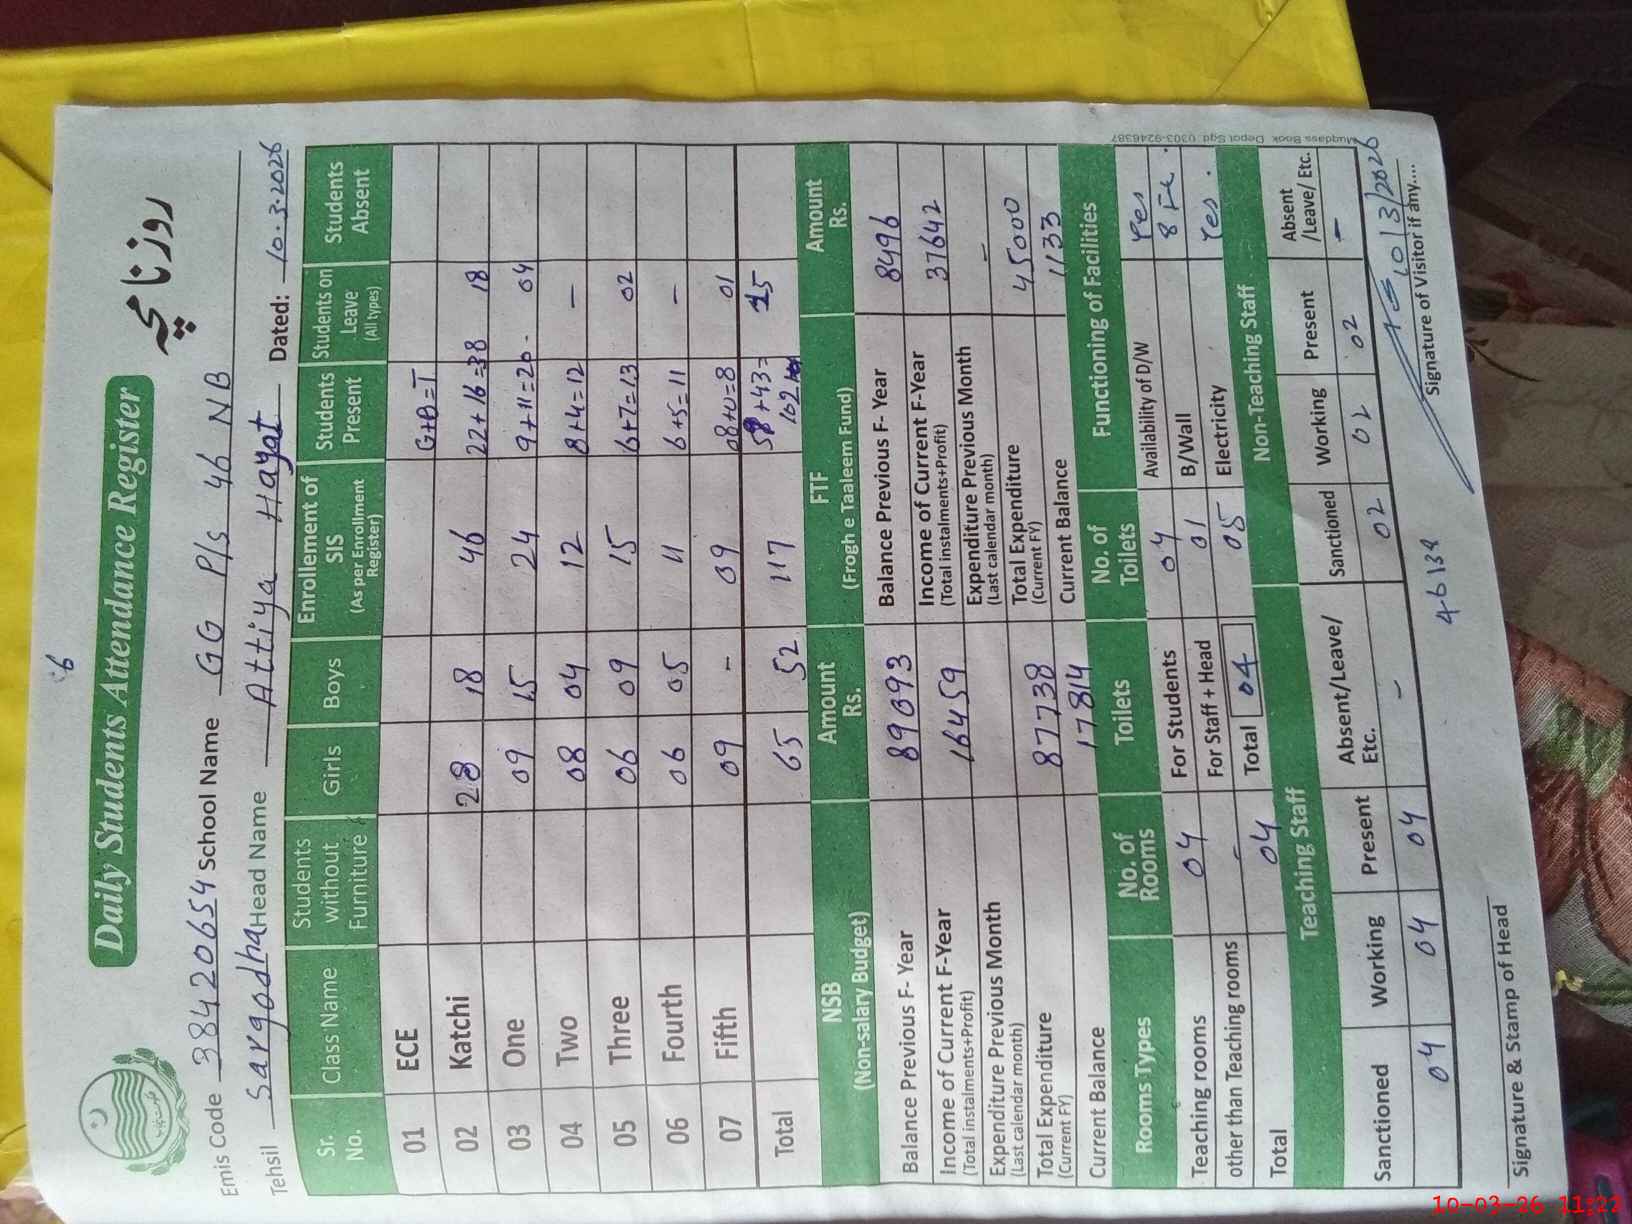 6
Daily Students Attendance Register روزنامچہ
Emis Code 38420654 School Name GG P/s 46 NB
Tehsil Sargodha Head Name Attiya Hayat Dated: 10.3.2026
Sr. No. Class Name Students without Furniture Girls Boys Enrollement of SIS (As per Enrollment Register) Students Present Students on Leave (All types) Students Absent
01 ECE G+B=T
02 Katchi 28 18 46 22+16=38 18
03 One 09 15 24 9+11=20- 04
04 Two 08 04 12 8+4=12 –
05 Three 06 09 15 6+7=13 02
06 Fourth 06 05 11 6+5=11 –
07 Fifth 09 – 09 08+0=8 01
Total 65 52 117 +43= 102 15
NSB (Non-salary Budget) Amount Rs. FTF (Frogh e Taaleem Fund) Amount Rs.
Balance Previous F- Year 89093 Balance Previous F- Year 8496
Income of Current F-Year (Total instalments+Profit) 16459 Income of Current F-Year (Total instalments+Profit) 37642
Expenditure Previous Month (Last calendar month) Expenditure Previous Month (Last calendar month) –
Total Expenditure (Current FY) 87738 Total Expenditure (Current FY) 45000
Current Balance 17814 Current Balance 1133
Rooms Types No. of Rooms Toilets No. of Toilets Functioning of Facilities
Teaching rooms 04 For Students 04 Availability of D/W Yes
other than Teaching rooms – For Staff + Head 01 B/Wall 8
Total 04 Total 04 05 Electricity Yes.
Teaching Staff Non-Teaching Staff
Sanctioned Working Present Absent/Leave/ Etc. Sanctioned Working Present Absent /Leave/ Etc.
04 04 04 – 02 02 02 –
10/3/2026
Signature & Stamp of Head Signature of Visitor if any....
Muqdass Book Depot Sgd 0303-9246387
10-03-26 11:22